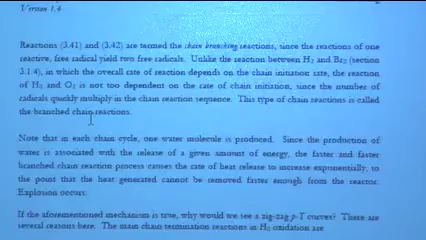 Version 1.4
Reactions (3.41) and (3.42) are termed the chain branching reactions, since the reactions of one
reactive, free radical yield two free radicals. Unlike the reaction between H2 and Br2 (section
3.1.4), in which the overall rate of reaction depends on the chain initiation rate, the reaction
of H2 and O2 is not too dependent on the rate of chain initiation, since the number of
radicals quickly multiply in the chain reaction sequence. This type of chain reactions is called
the branched chain reactions.
Note that in each chain cycle, one water molecule is produced. Since the production of
water is associated with the release of a given amount of energy, the faster and faster
branched chain reaction process causes the rate of heat release to increase exponentially, to
the point that the heat generated cannot be removed faster enough from the reactor.
Explosion occurs.
If the aforementioned mechanism is true, why would we see a zig-zag p-T curves? There are
several reasons here. The main chain termination reactions in H2 oxidation are